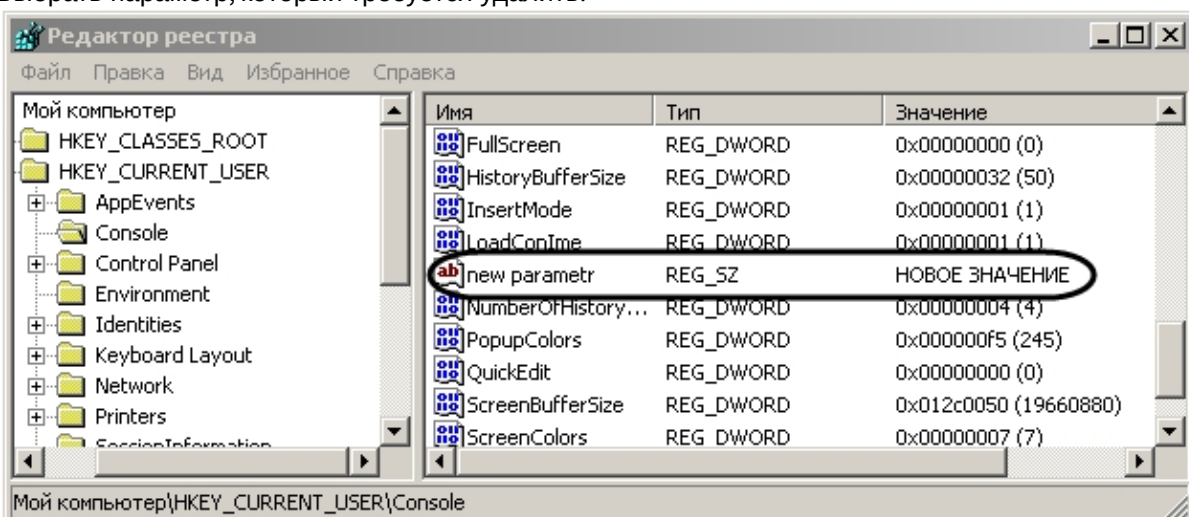 выбрать параметр, который требуется удалить:
Редактор реестра
Файл Правка Вид Избранное Справка
Мой компьютер
HKEY_CLASSES_ROOT
HKEY_CURRENT_USER
AppEvents
Console
Control Panel
Environment
Identities
Keyboard Layout
Network
Printers
SessionInformation
Имя Тип Значение
FullScreen REG_DWORD 0x00000000 (0)
HistoryBufferSize REG_DWORD 0x00000032 (50)
InsertMode REG_DWORD 0x00000001 (1)
LoadConIme REG_DWORD 0x00000001 (1)
new parametr REG_SZ НОВОЕ ЗНАЧЕНИЕ
NumberOfHistory... REG_DWORD 0x00000004 (4)
PopupColors REG_DWORD 0x000000f5 (245)
QuickEdit REG_DWORD 0x00000000 (0)
ScreenBufferSize REG_DWORD 0x012c0050 (19660880)
ScreenColors REG_DWORD 0x00000007 (7)
Мой компьютер\HKEY_CURRENT_USER\Console